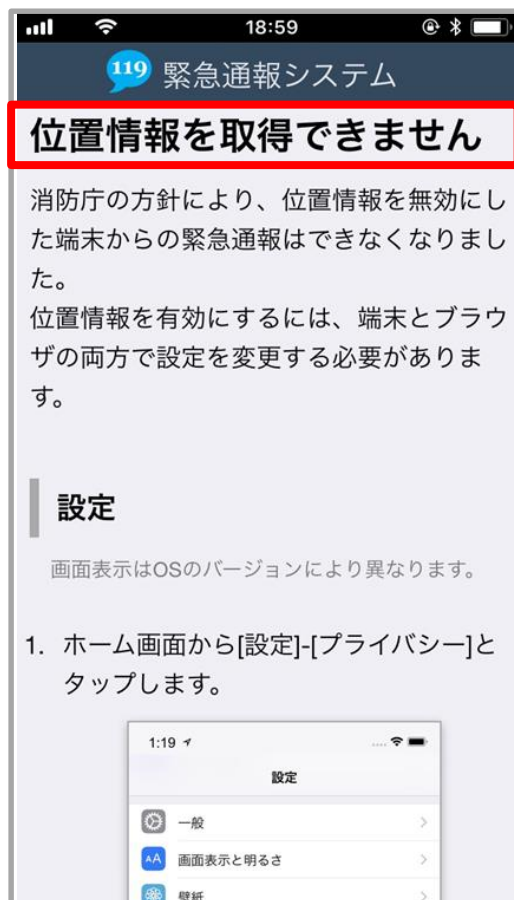 18:59
119 緊急通報システム
位置情報を取得できません
消防庁の方針により、位置情報を無効にし
た端末からの緊急通報はできなくなりまし
た。
位置情報を有効にするには、端末とブラウ
ザの両方で設定を変更する必要がありま
す。
設定
画面表示はOSのバージョンにより異なります。
1. ホーム画面から[設定]-[プライバシー]と
タップします。
1:19
設定
一般
AA 画面表示と明るさ
壁紙